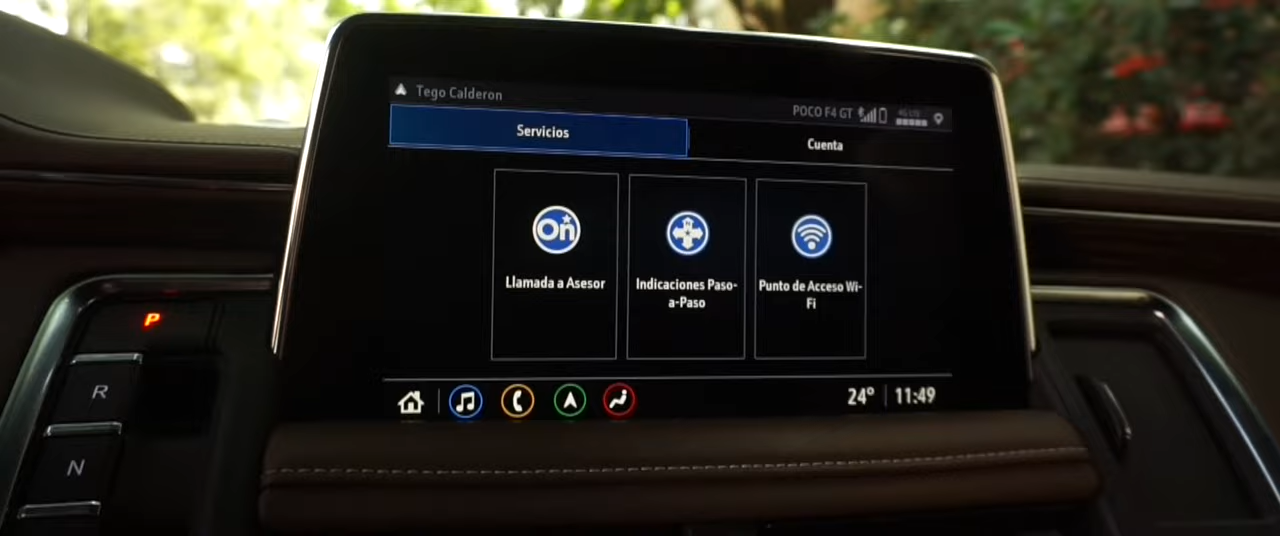 Tego Calderon
POCO F4 GT
Servicios
Cuenta
On
Llamada a Asesor
Indicaciones Paso-
a-Paso
Punto de Acceso Wi-
Fi
P
R
N
24° 11:49